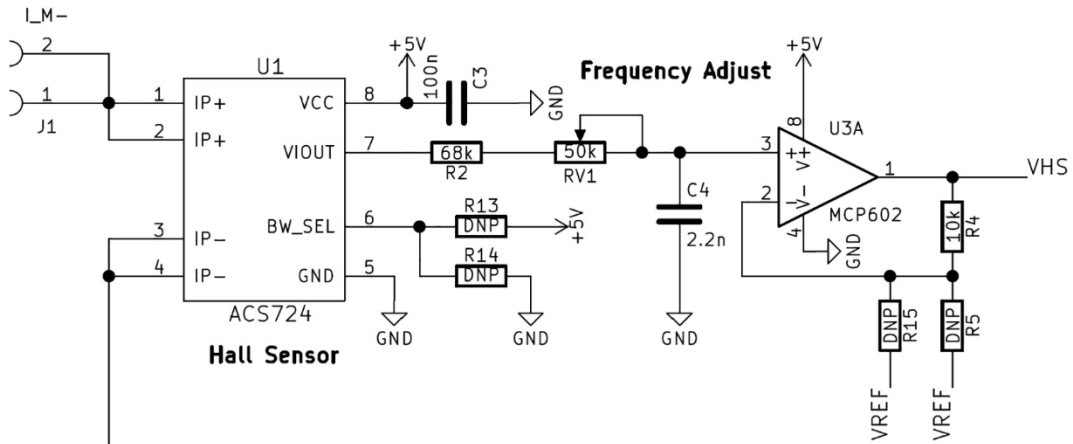 I_M-
2
1
J1
U1
1
IP+
2
IP+
3
IP-
4
IP-
VCC
8
VIOUT
7
BW_SEL
6
GND
5
ACS724
Hall Sensor
+5V
100n
C3
GND
68k
R2
Frequency Adjust
50k
RV1
R13
DNP
+5V
R14
DNP
GND
GND
C4
2.2n
GND
+5V
8
U3A
3
V+
2
V-
1
MCP602
4
GND
VHS
10k
R4
DNP
R15
DNP
R5
VREF
VREF